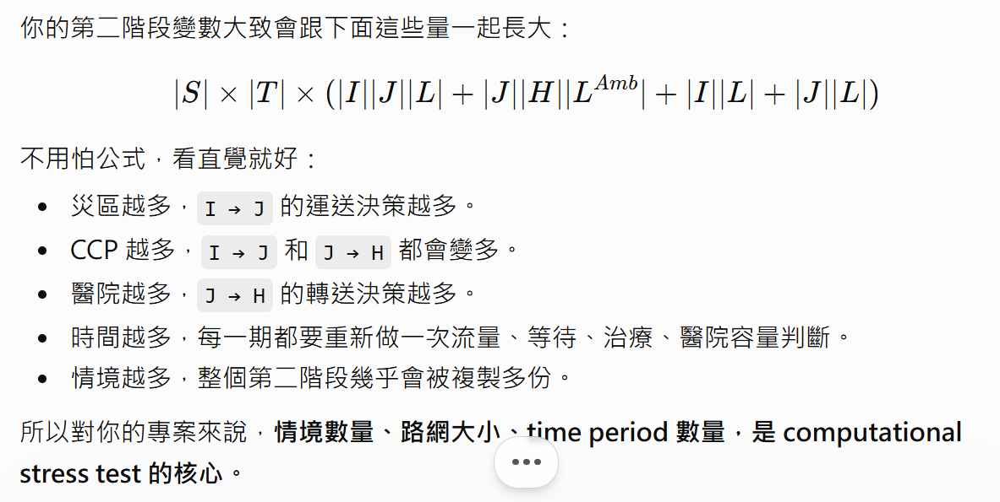 你的第二階段變數大致會跟下面這些量一起長大：
|S| × |T| × (|I||J||L| + |J||H||L^{Amb}| + |I||L| + |J||L|)
不用怕公式，看直覺就好：
• 災區越多，I → J 的運送決策越多。
• CCP 越多，I → J 和 J → H 都會變多。
• 醫院越多，J → H 的轉送決策越多。
• 時間越多，每一期都要重新做一次流量、等待、治療、醫院容量判斷。
• 情境越多，整個第二階段幾乎會被複製多份。
所以對你的專案來說，情境數量、路網大小、time period 數量，是 computational
stress test 的核心。